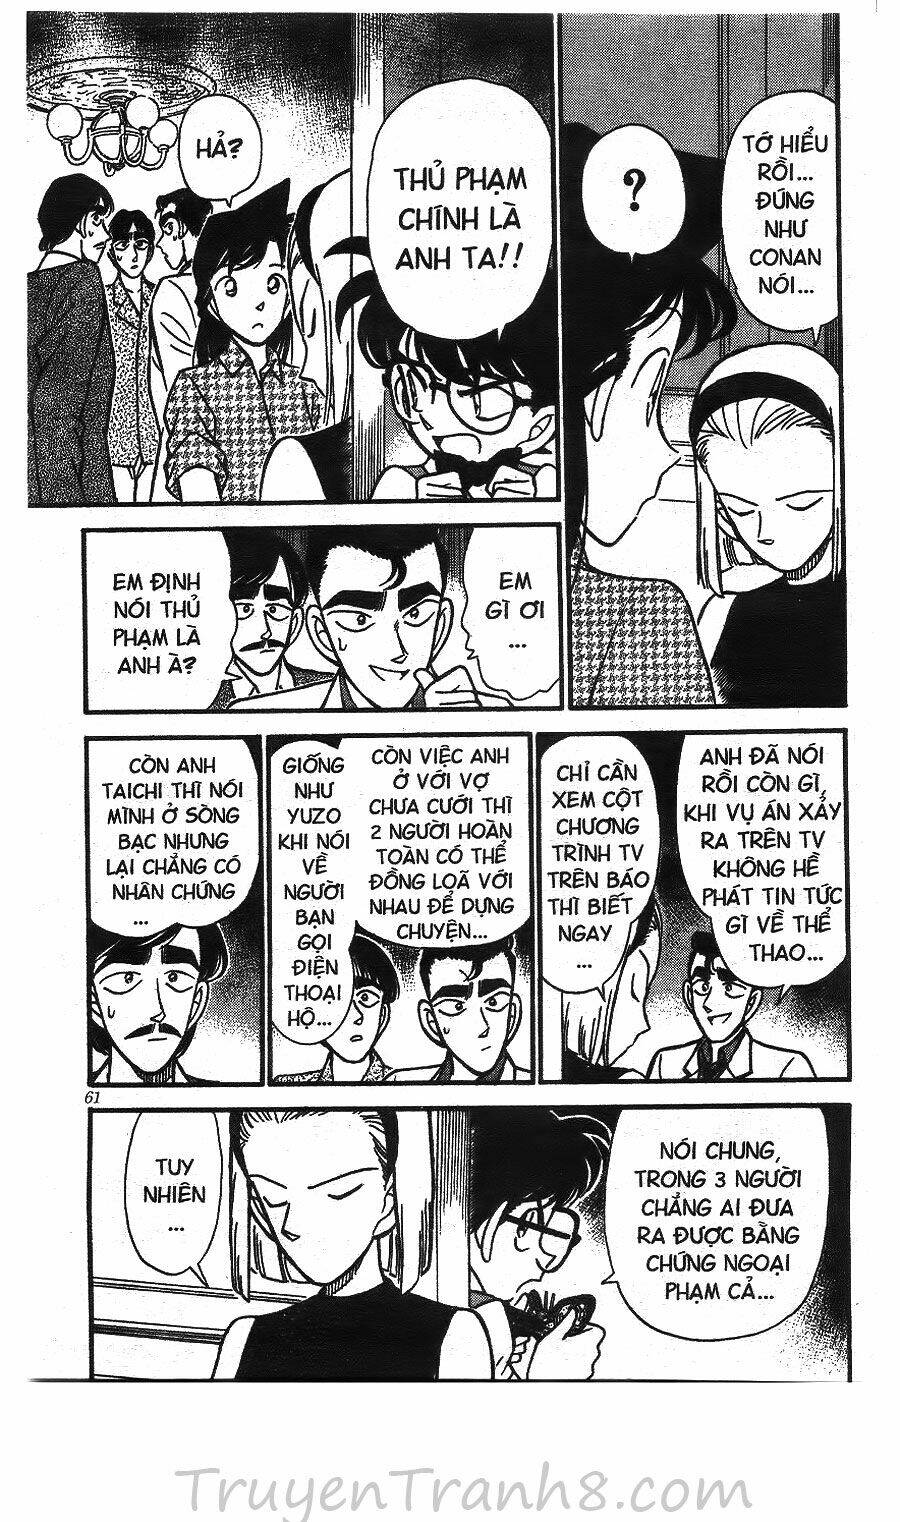 TỚ HIỂU
RỒI...
ĐÚNG
NHƯ
CONAN
NÓI...
?
THỦ PHẠM
CHÍNH LÀ
ANH TA!!
HẢ?
EM
GÌ ƠI
...
EM ĐỊNH
NÓI THỦ
PHẠM LÀ
ANH À?
ANH ĐÃ NÓI
RỒI CÒN GÌ,
KHI VỤ ÁN XẢY
RA TRÊN TV
KHÔNG HỀ
PHÁT TIN TỨC
GÌ VỀ THỂ
THAO...
CHỈ CẦN
XEM CỘT
CHƯƠNG
TRÌNH TV
TRÊN BÁO
THÌ BIẾT
NGAY
...
CÒN VIỆC ANH
Ở VỚI VỢ
CHƯA CƯỚI THÌ
2 NGƯỜI HOÀN
TOÀN CÓ THỂ
ĐỒNG LOÃ VỚI
NHAU ĐỂ DỰNG
CHUYỆN...
GIỐNG
NHƯ
YUZO
KHI NÓI
VỀ
NGƯỜI
BẠN
GỌI
ĐIỆN
THOẠI
HỘ...
CÒN ANH
TAICHI THÌ NÓI
MÌNH Ở SÒNG
BẠC NHƯNG
LẠI CHẲNG CÓ
NHÂN CHỨNG
...
61
NÓI CHUNG,
TRONG 3 NGƯỜI
CHẲNG AI ĐƯA
RA ĐƯỢC BẰNG
CHỨNG NGOẠI
PHẠM CẢ...
TUY
NHIÊN
...
TruyenTranh8.com